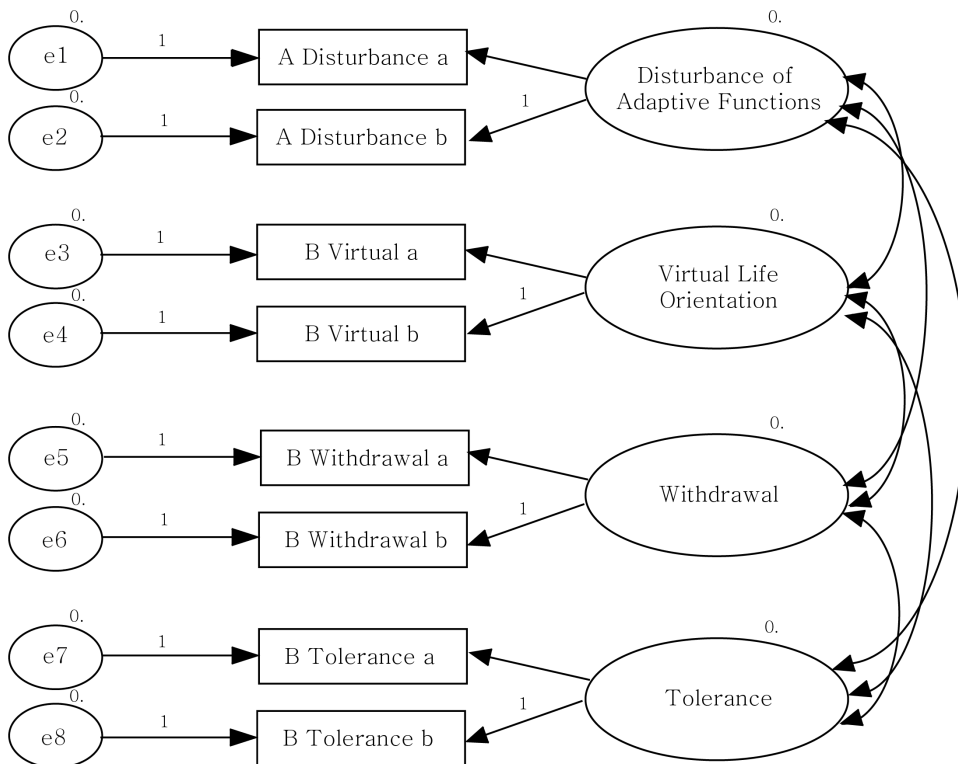 0.
0.
1
e1
A Disturbance a
Disturbance of
Adaptive Functions
0.
1
1
e2
A Disturbance b
0.
0.
1
e3
B Virtual a
Virtual Life
Orientation
0.
1
1
e4
B Virtual b
0.
0.
1
e5
B Withdrawal a
Withdrawal
0.
1
1
e6
B Withdrawal b
0.
0.
1
e7
B Tolerance a
Tolerance
0.
1
1
e8
B Tolerance b